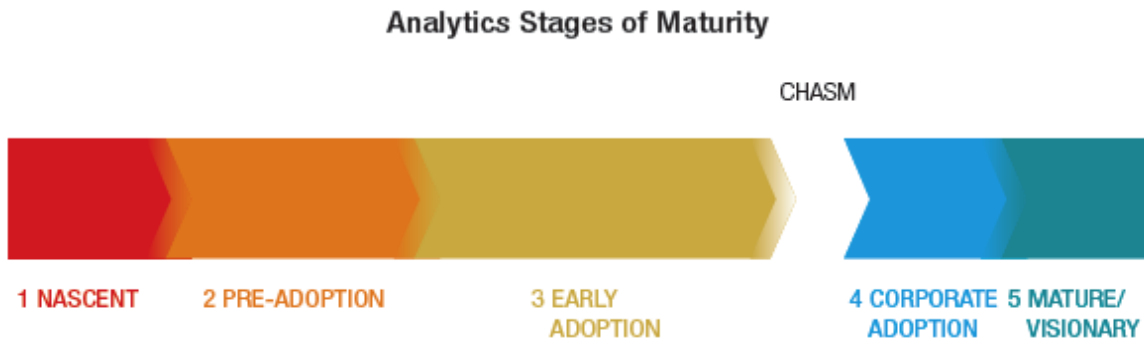 Analytics Stages of Maturity
CHASM
1 NASCENT
2 PRE-ADOPTION
3 EARLY
ADOPTION
4 CORPORATE
ADOPTION
5 MATURE/
VISIONARY